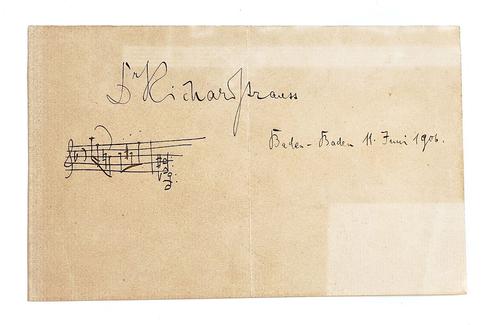 Dr Richard Strauss
Baden-Baden 11. Juni 1906.